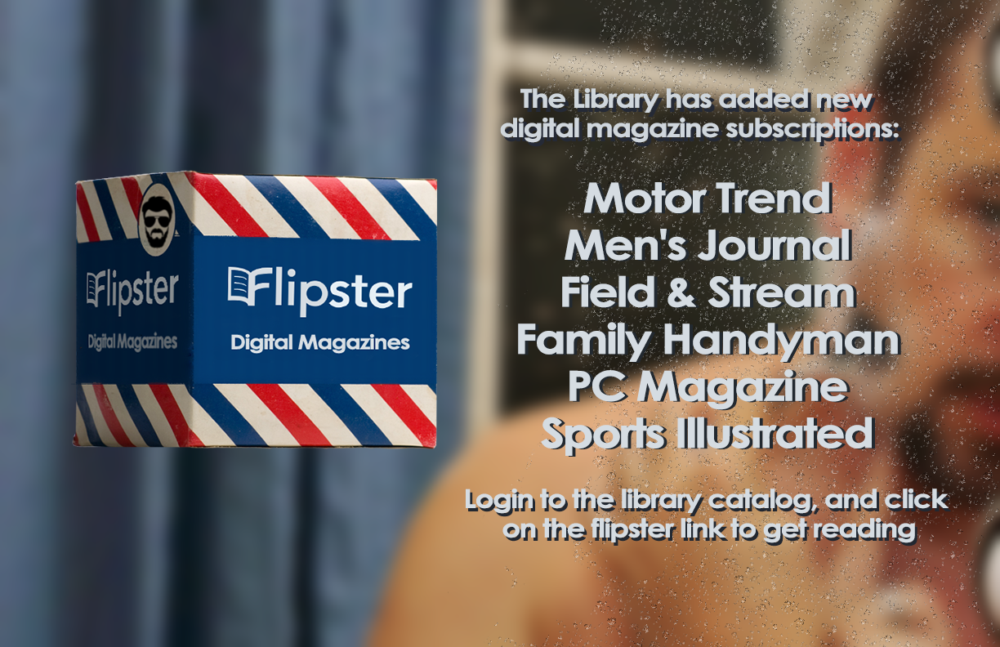 Flipster
Digital Magazines
Flipster
Digital Magazines
The Library has added new
digital magazine subscriptions:
Motor Trend
Men's Journal
Field & Stream
Family Handyman
PC Magazine
Sports Illustrated
Login to the library catalog, and click
on the flipster link to get reading